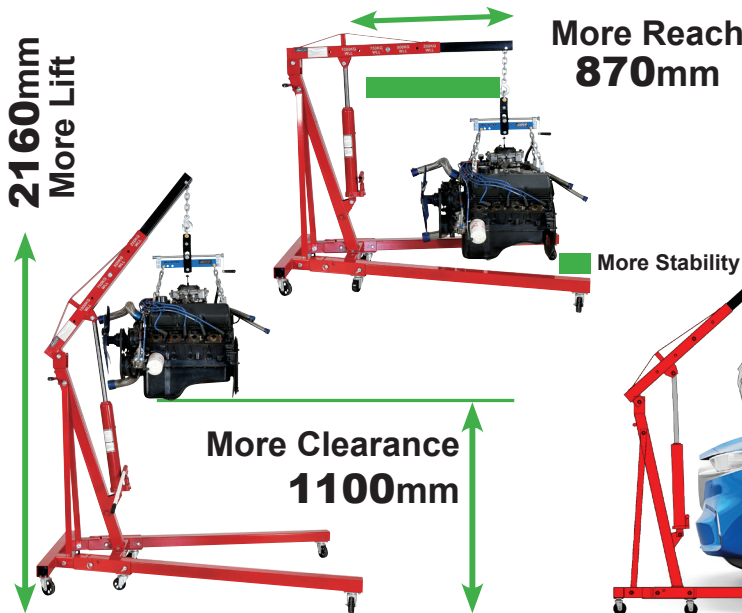 More Reach
870mm
2160mm
More Lift
More Stability
More Clearance
1100mm